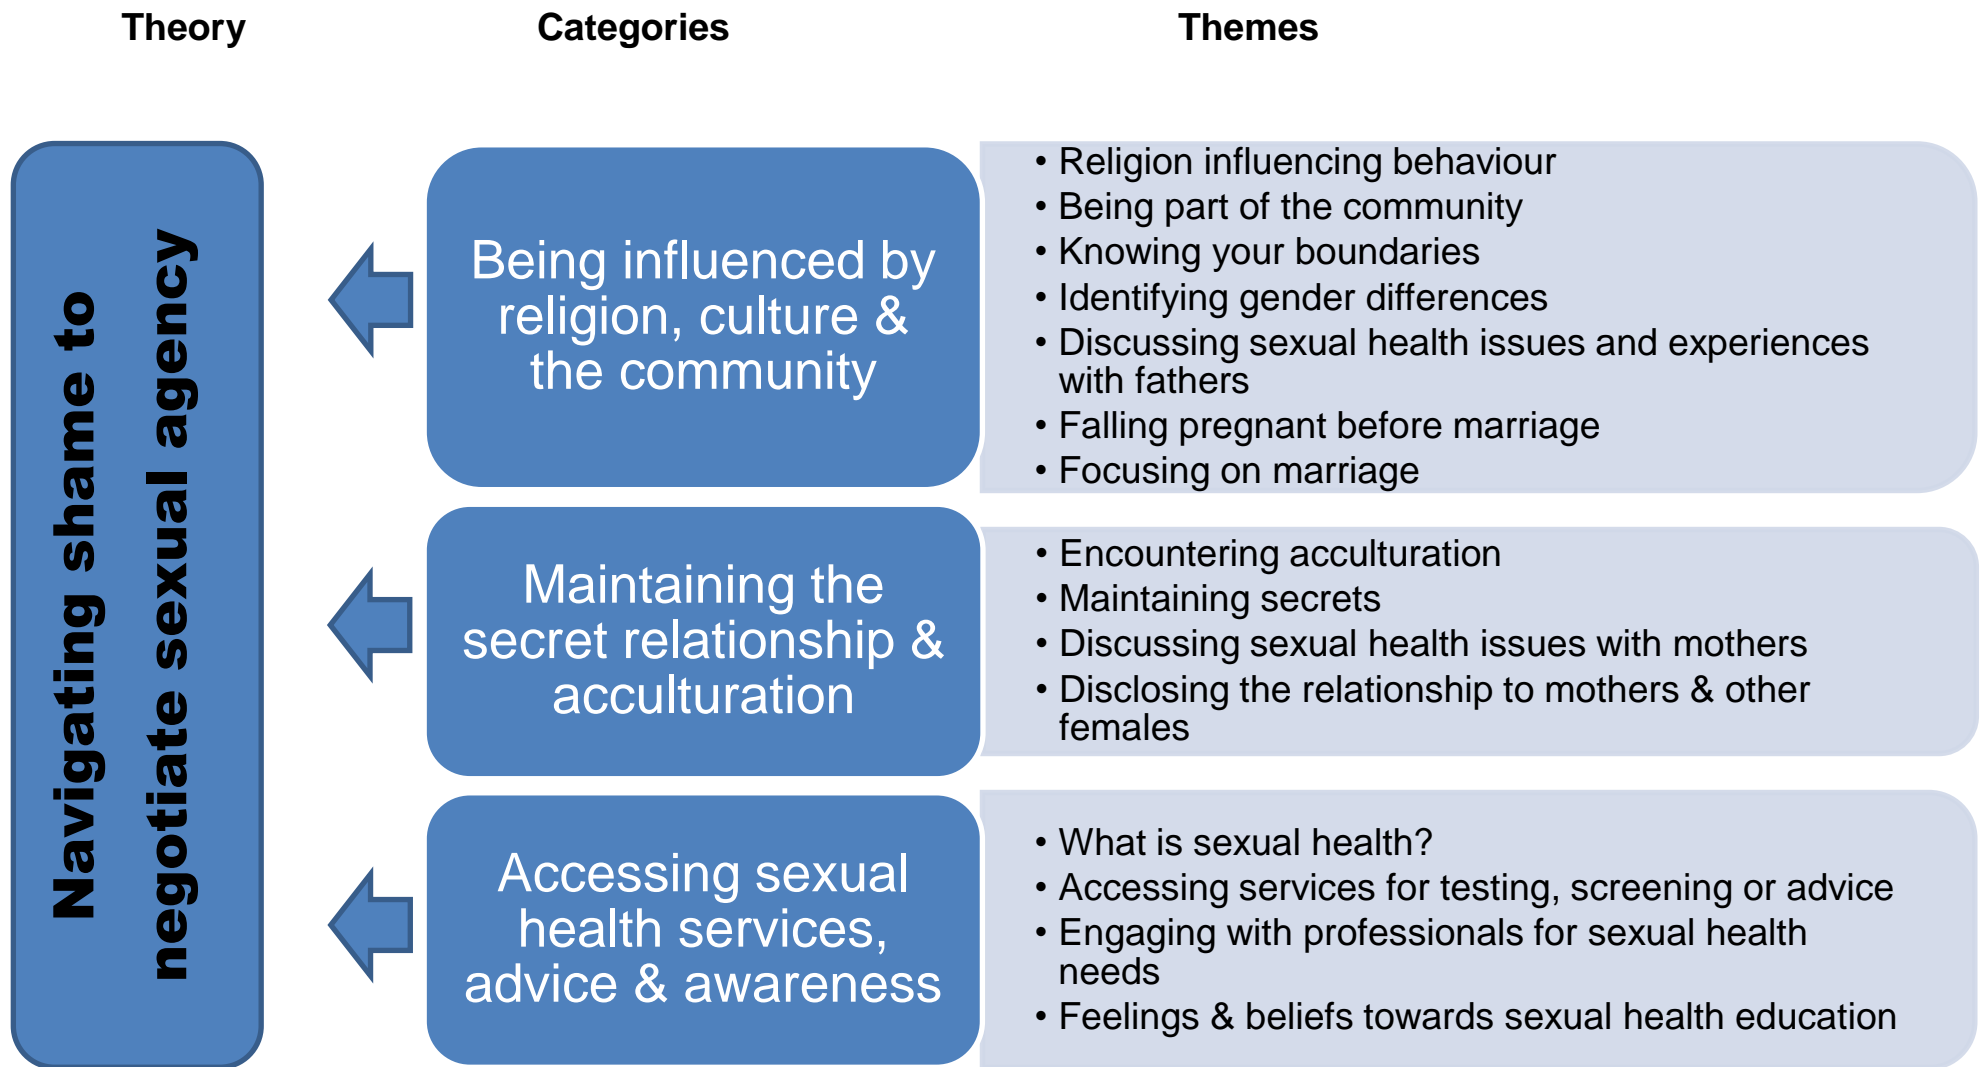 Theory Categories Themes
Navigating shame to
negotiate sexual agency
Being influenced by
religion, culture &
the community
• Religion influencing behaviour
• Being part of the community
• Knowing your boundaries
• Identifying gender differences
• Discussing sexual health issues and experiences
with fathers
• Falling pregnant before marriage
• Focusing on marriage
Maintaining the
secret relationship &
acculturation
• Encountering acculturation
• Maintaining secrets
• Discussing sexual health issues with mothers
• Disclosing the relationship to mothers & other
females
Accessing sexual
health services,
advice & awareness
• What is sexual health?
• Accessing services for testing, screening or advice
• Engaging with professionals for sexual health
needs
• Feelings & beliefs towards sexual health education